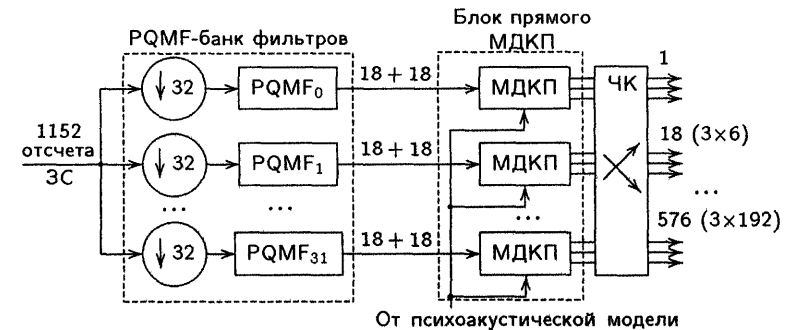 PQMF-банк фильтров
Блок прямого
МДКП
1152
отсчета
ЗС
↓ 32
PQMF₀
18 + 18
МДКП
ЧК
1
↓ 32
PQMF₁
18 + 18
МДКП
18 (3×6)
...
...
...
...
↓ 32
PQMF₃₁
18 + 18
МДКП
576 (3×192)
От психоакустической модели